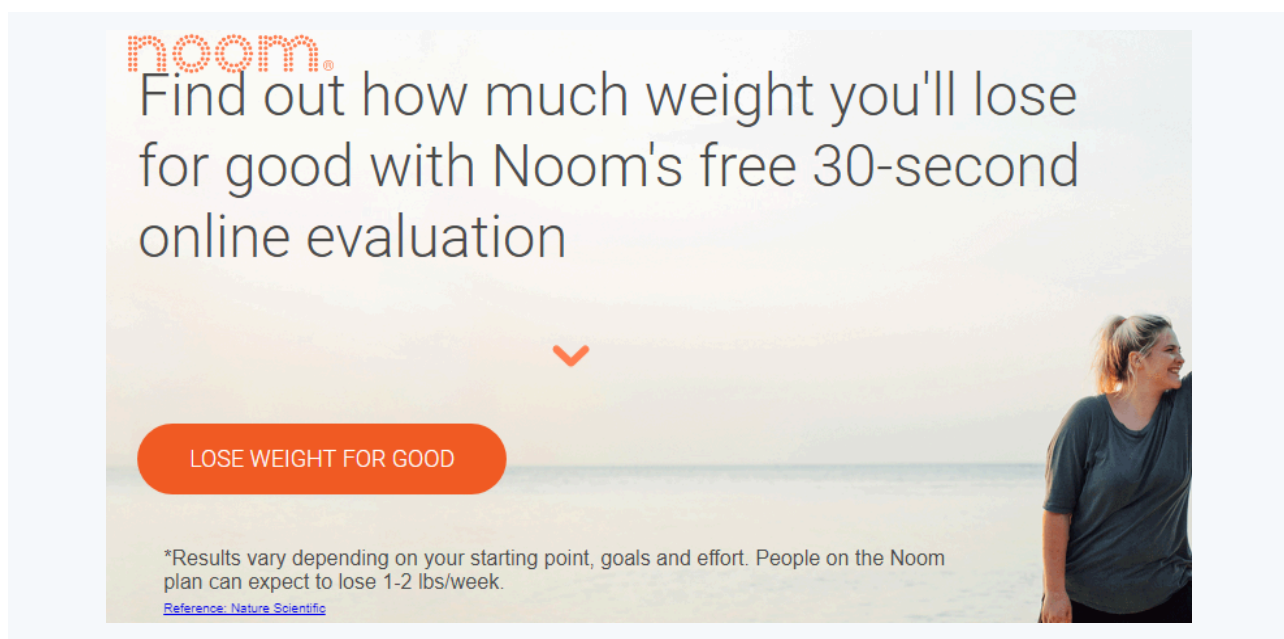 noom®
Find out how much weight you'll lose
for good with Noom's free 30-second
online evaluation
LOSE WEIGHT FOR GOOD
*Results vary depending on your starting point, goals and effort. People on the Noom
plan can expect to lose 1-2 lbs/week.
Reference: Nature Scientific